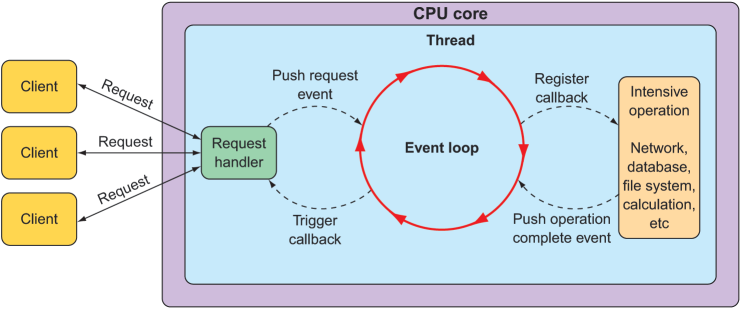 CPU core
Thread
Client
Client
Client
Request
Request
Request
Request
handler
Push request
event
Trigger
callback
Event loop
Register
callback
Push operation
complete event
Intensive
operation
Network,
database,
file system,
calculation,
etc